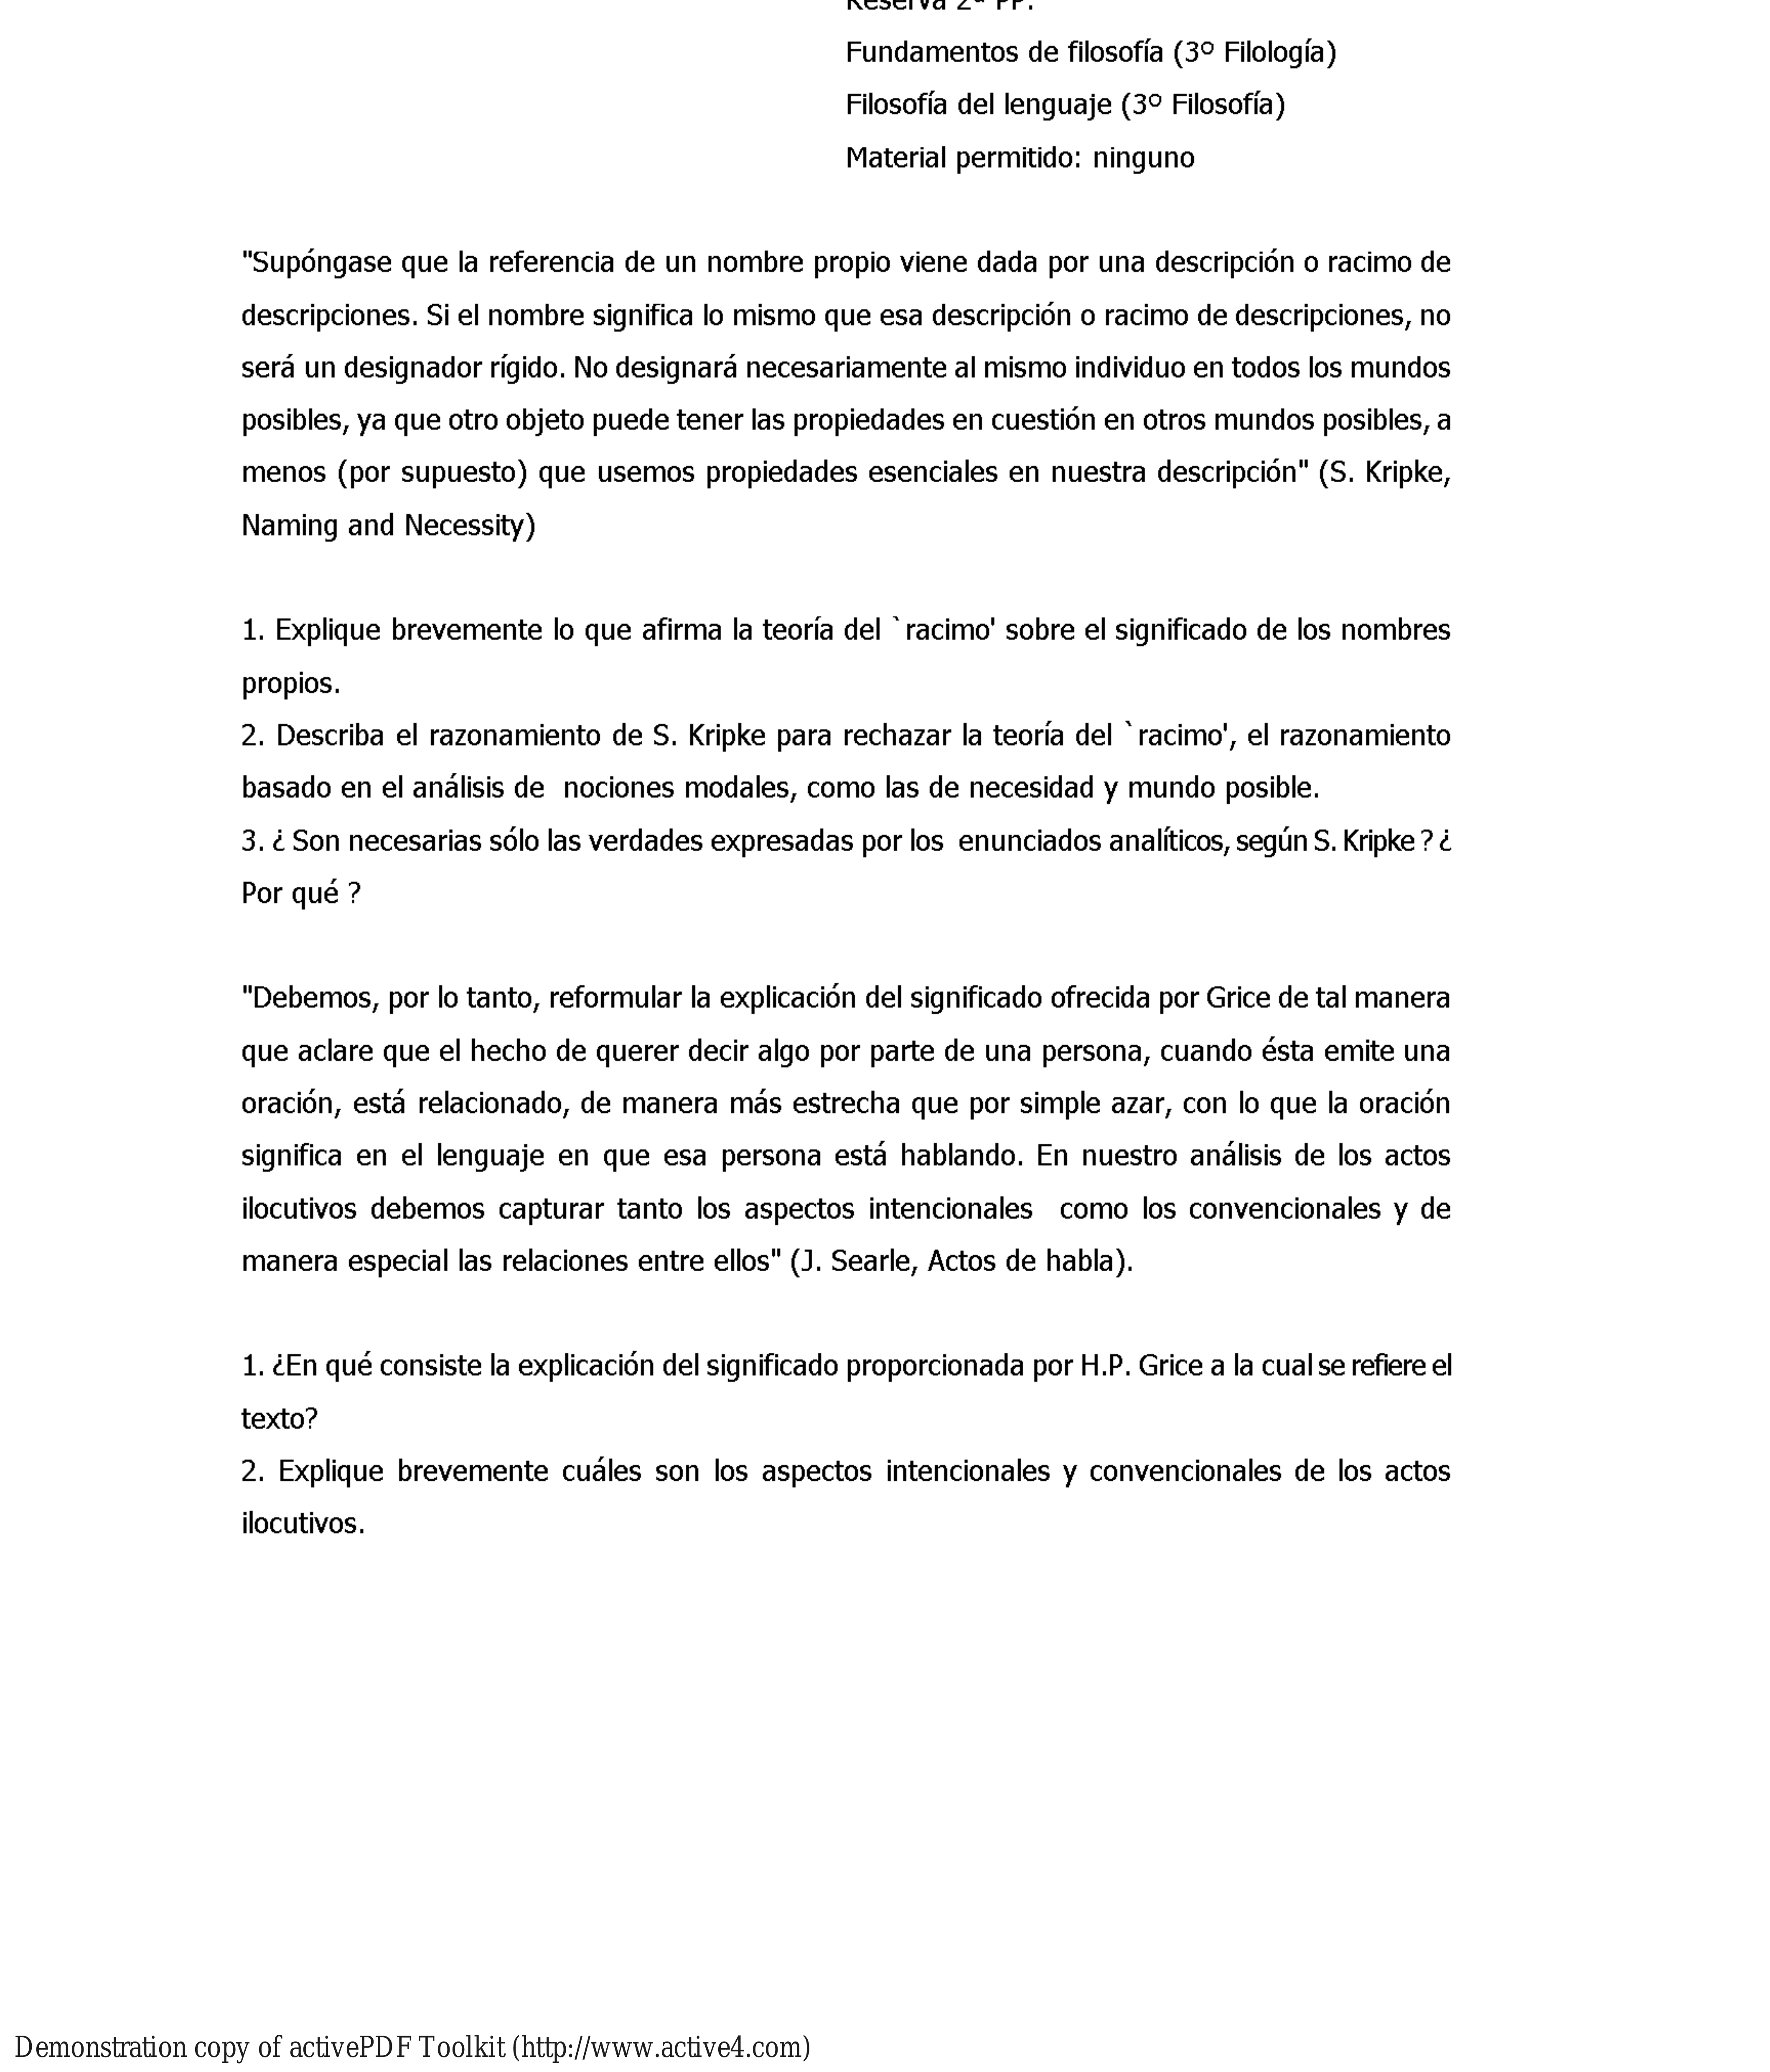 Reserva 2ª PP.
Fundamentos de filosofía (3º Filología)
Filosofía del lenguaje (3º Filosofía)
Material permitido: ninguno
"Supóngase que la referencia de un nombre propio viene dada por una descripción o racimo de
descripciones. Si el nombre significa lo mismo que esa descripción o racimo de descripciones, no
será un designador rígido. No designará necesariamente al mismo individuo en todos los mundos
posibles, ya que otro objeto puede tener las propiedades en cuestión en otros mundos posibles, a
menos (por supuesto) que usemos propiedades esenciales en nuestra descripción" (S. Kripke,
Naming and Necessity)
1. Explique brevemente lo que afirma la teoría del `racimo' sobre el significado de los nombres
propios.
2. Describa el razonamiento de S. Kripke para rechazar la teoría del `racimo', el razonamiento
basado en el análisis de  nociones modales, como las de necesidad y mundo posible.
3. ¿ Son necesarias sólo las verdades expresadas por los  enunciados analíticos, según S. Kripke ? ¿
Por qué ?
"Debemos, por lo tanto, reformular la explicación del significado ofrecida por Grice de tal manera
que aclare que el hecho de querer decir algo por parte de una persona, cuando ésta emite una
oración, está relacionado, de manera más estrecha que por simple azar, con lo que la oración
significa en el lenguaje en que esa persona está hablando. En nuestro análisis de los actos
ilocutivos debemos capturar tanto los aspectos intencionales  como los convencionales y de
manera especial las relaciones entre ellos" (J. Searle, Actos de habla).
1. ¿En qué consiste la explicación del significado proporcionada por H.P. Grice a la cual se refiere el
texto?
2. Explique brevemente cuáles son los aspectos intencionales y convencionales de los actos
ilocutivos.
Demonstration copy of activePDF Toolkit (http://www.active4.com)